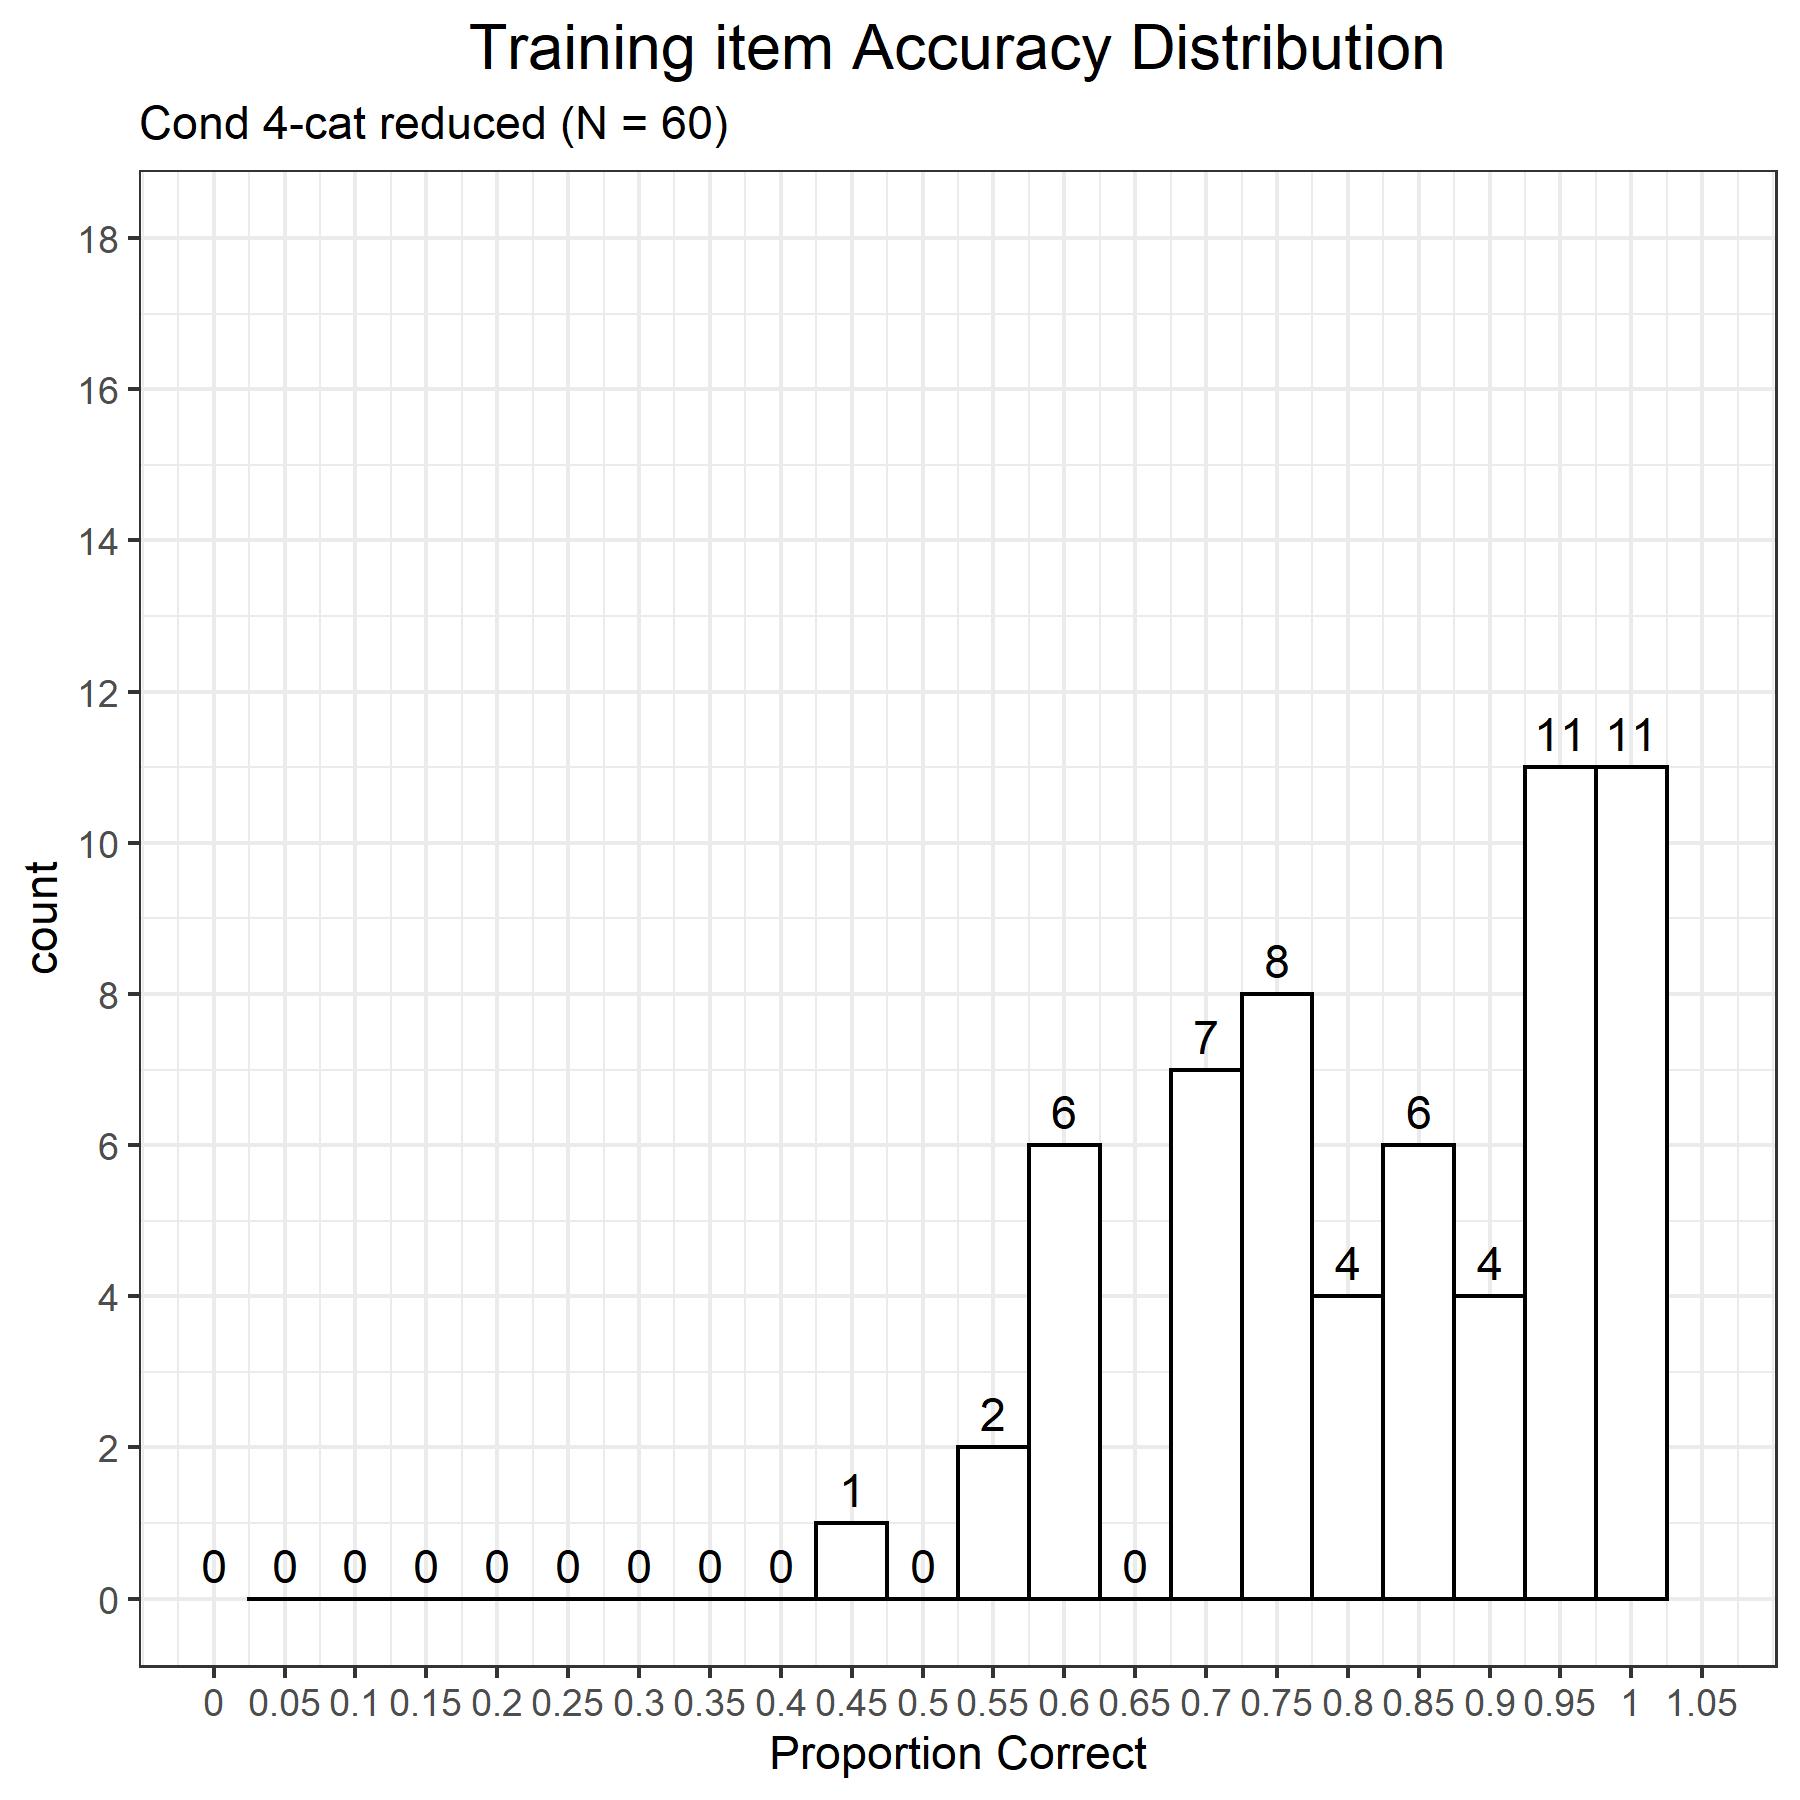 Training item Accuracy Distribution
Cond 4-cat reduced (N = 60)
18
16
14
12
10
8
6
4
2
0
count
11 11
8
7
6 6
4 4
2
1
0 0 0 0 0 0 0 0 0 0 0
0 0.05 0.1 0.15 0.2 0.25 0.3 0.35 0.4 0.45 0.5 0.55 0.6 0.65 0.7 0.75 0.8 0.85 0.9 0.95 1 1.05
Proportion Correct